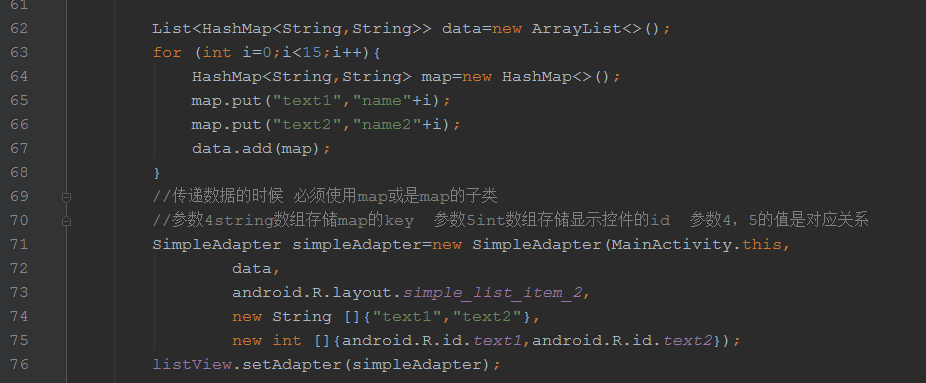 61
62 List<HashMap<String,String>> data=new ArrayList<>();
63 for (int i=0;i<15;i++){
64 HashMap<String,String> map=new HashMap<>();
65 map.put("text1","name"+i);
66 map.put("text2","name2"+i);
67 data.add(map);
68 }
69 //传递数据的时候 必须使用map或是map的子类
70 //参数4string数组存储map的key 参数5int数组存储显示控件的id 参数4，5的值是对应关系
71 SimpleAdapter simpleAdapter=new SimpleAdapter(MainActivity.this,
72 data,
73 android.R.layout.simple_list_item_2,
74 new String []{"text1","text2"},
75 new int []{android.R.id.text1,android.R.id.text2});
76 listView.setAdapter(simpleAdapter);